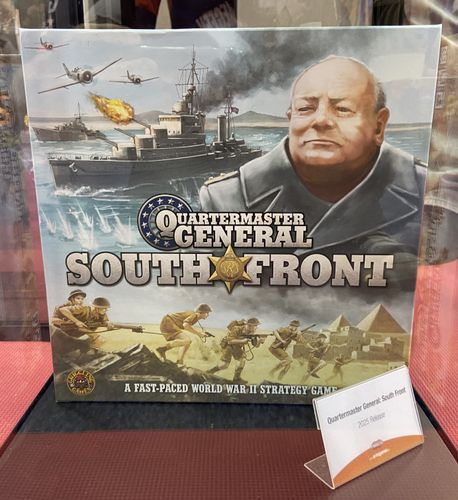 QUARTERMASTER
GENERAL
SOUTH FRONT
A FAST-PACED WORLD WAR II STRATEGY GAME
Quartermaster General: South Front
2025 Release